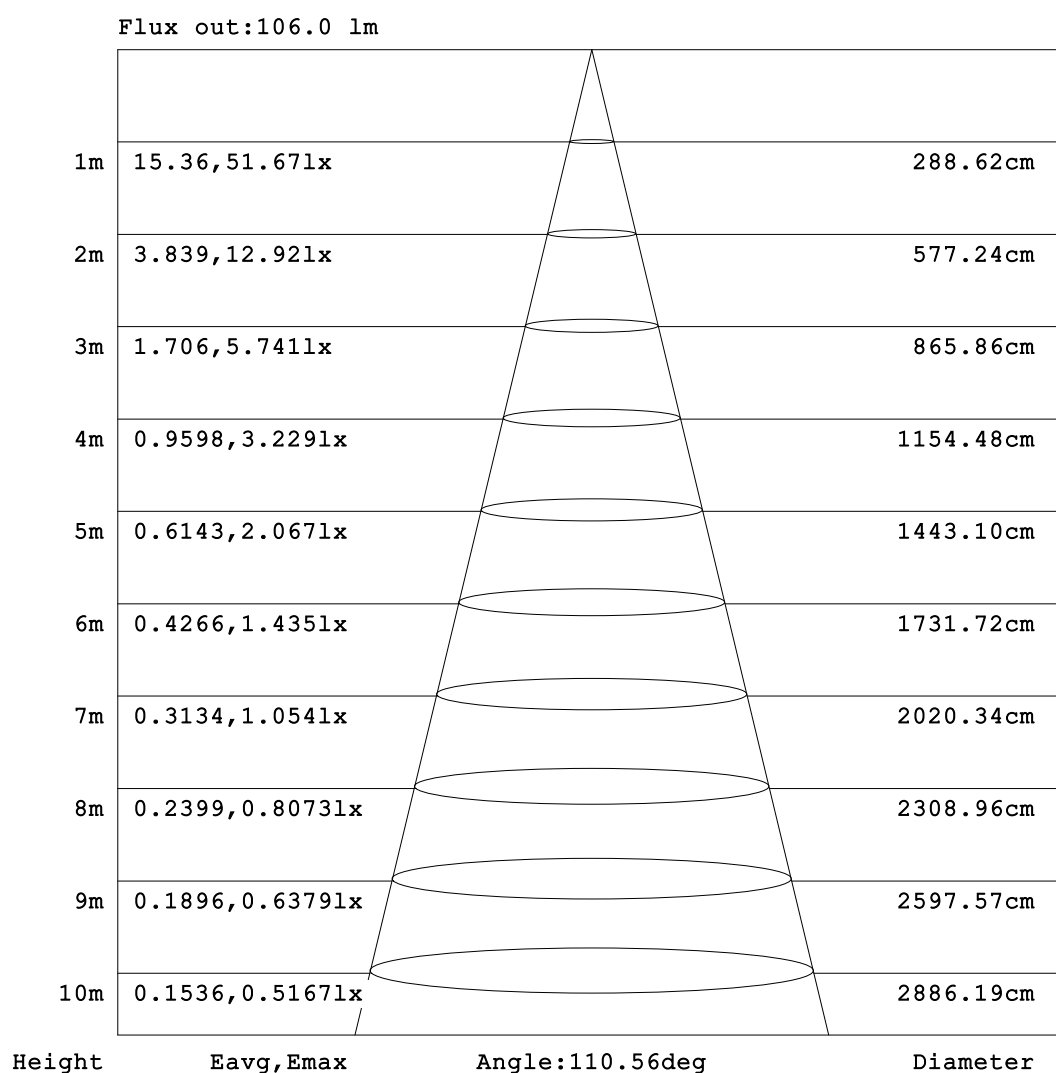 Flux out:106.0 lm
1m 15.36,51.67lx 288.62cm
2m 3.839,12.92lx 577.24cm
3m 1.706,5.741lx 865.86cm
4m 0.9598,3.229lx 1154.48cm
5m 0.6143,2.067lx 1443.10cm
6m 0.4266,1.435lx 1731.72cm
7m 0.3134,1.054lx 2020.34cm
8m 0.2399,0.8073lx 2308.96cm
9m 0.1896,0.6379lx 2597.57cm
10m 0.1536,0.5167lx 2886.19cm
Height Eavg,Emax Angle:110.56deg Diameter